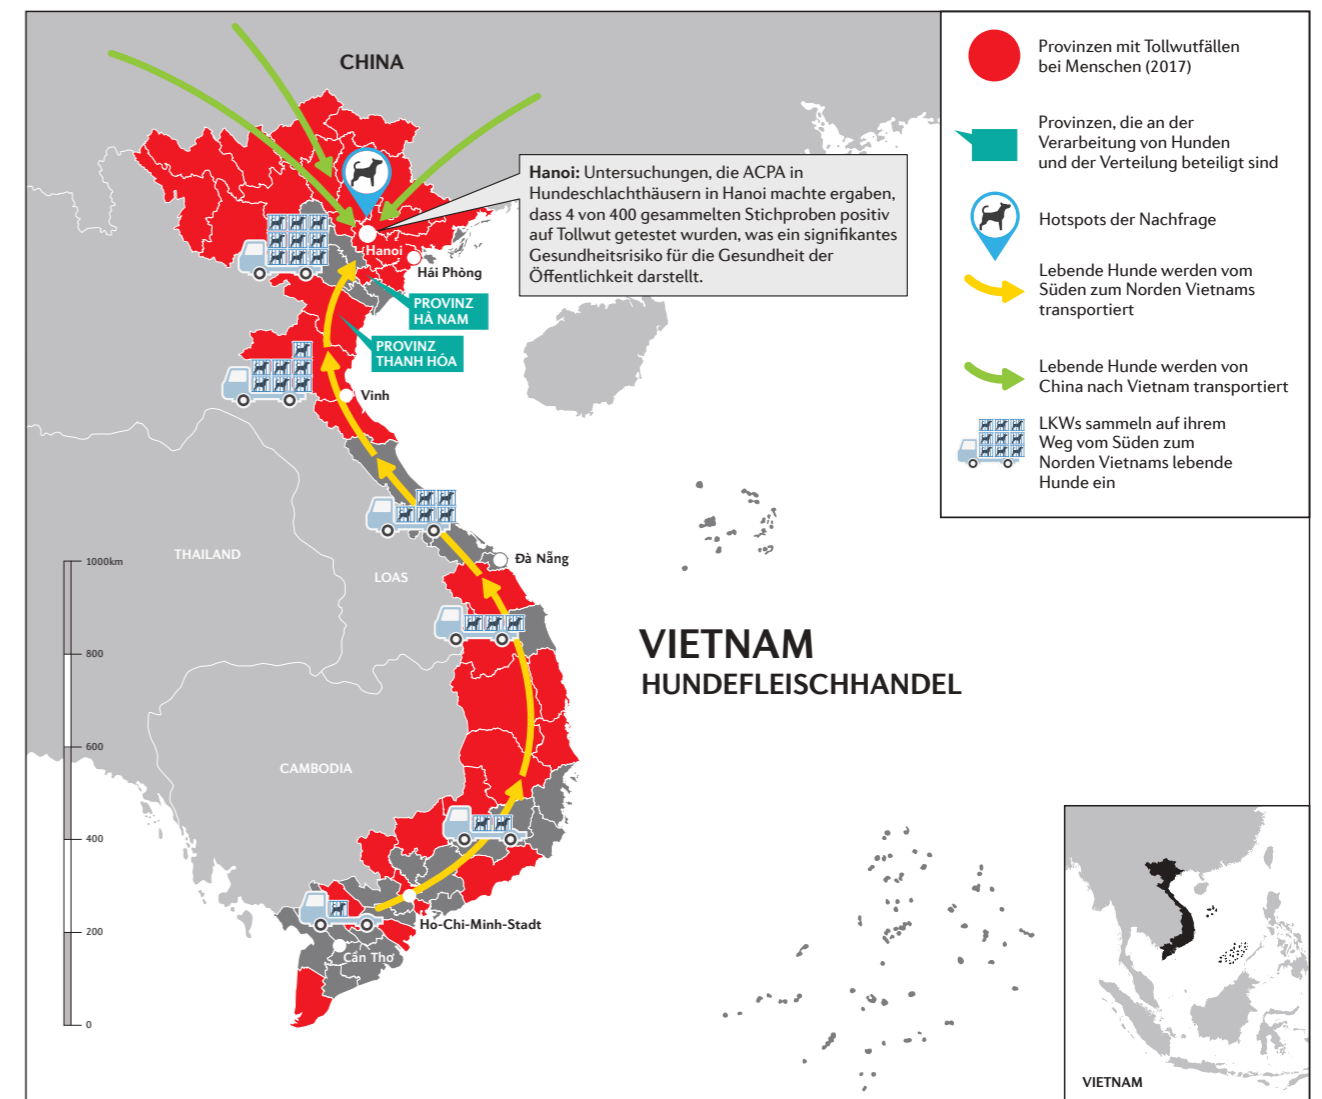 CHINA
Hanoi: Untersuchungen, die ACPA in
Hundeschlachthäusern in Hanoi machte ergaben,
dass 4 von 400 gesammelten Stichproben positiv
auf Tollwut getestet wurden, was ein signifikantes
Gesundheitsrisiko für die Gesundheit der
Öffentlichkeit darstellt.
Hanoi
Hái Phòng
PROVINZ
HÀ NAM
PROVINZ
THANH HÓA
Vinh
THAILAND
LOAS
Đà Nẵng
CAMBODIA
Ho-Chi-Minh-Stadt
Cần Thơ
1000km
800
600
400
200
0
VIETNAM
HUNDEFLEISCHHANDEL
Provinzen mit Tollwutfällen
bei Menschen (2017)
Provinzen, die an der
Verarbeitung von Hunden
und der Verteilung beteiligt sind
Hotspots der Nachfrage
Lebende Hunde werden vom
Süden zum Norden Vietnams
transportiert
Lebende Hunde werden von
China nach Vietnam transportiert
LKWs sammeln auf ihrem
Weg vom Süden zum
Norden Vietnams lebende
Hunde ein
VIETNAM